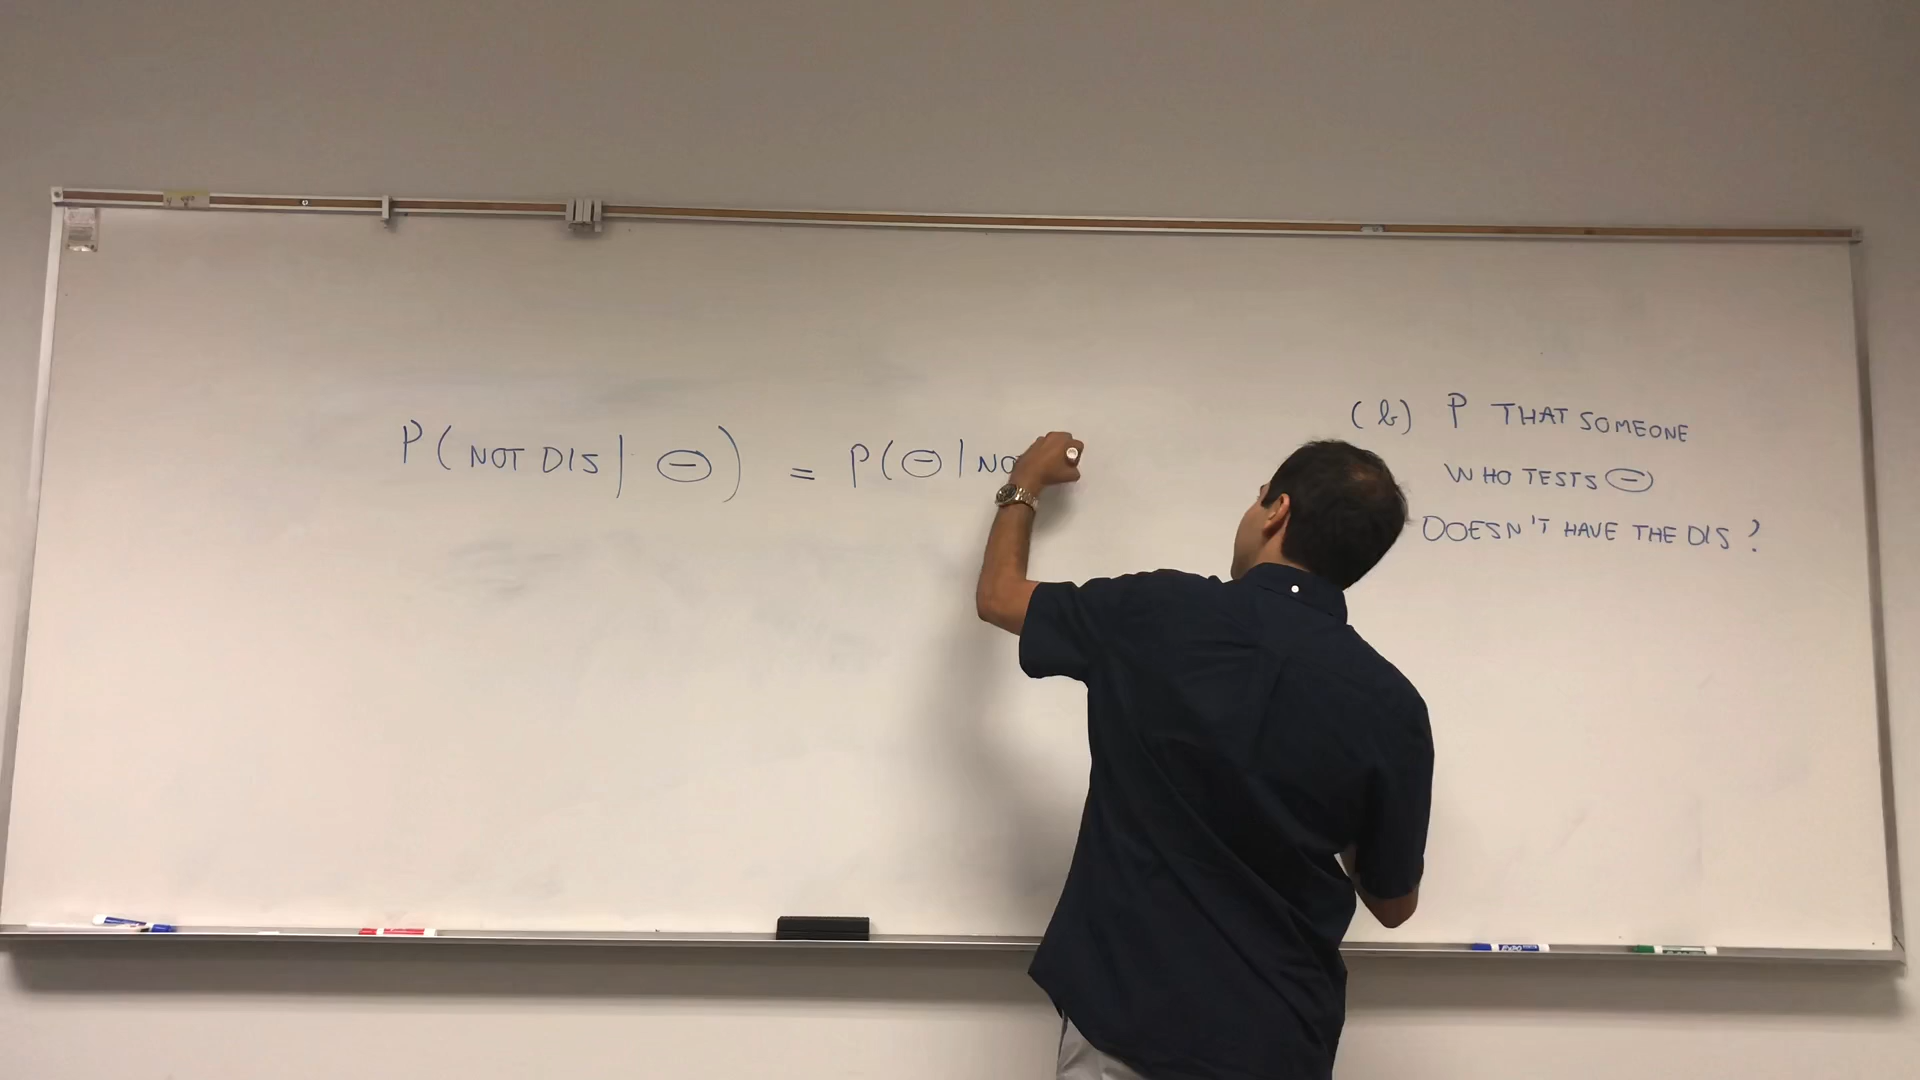 P(NOT DIS | ⊖) = P(⊖ | NO
(b) P THAT SOMEONE
WHO TESTS ⊖
DOESN'T HAVE THE DIS?